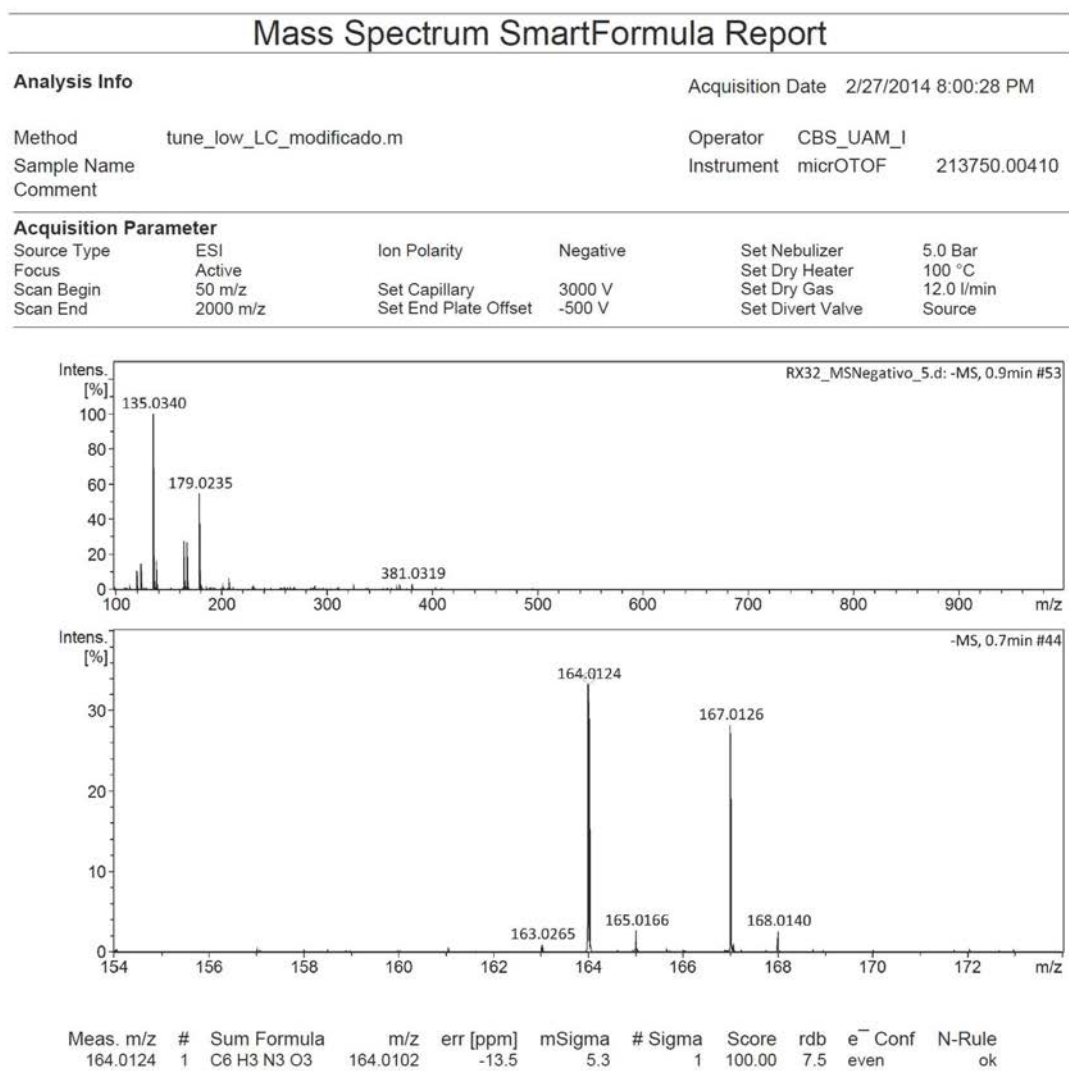 Mass Spectrum SmartFormula Report
Analysis Info
Acquisition Date 2/27/2014 8:00:28 PM
Method tune_low_LC_modificado.m
Operator CBS_UAM_I
Sample Name
Instrument micrOTOF 213750.00410
Comment
Acquisition Parameter
Source Type ESI Ion Polarity Negative Set Nebulizer 5.0 Bar
Focus Active Set Dry Heater 100 °C
Scan Begin 50 m/z Set Capillary 3000 V Set Dry Gas 12.0 l/min
Scan End 2000 m/z Set End Plate Offset -500 V Set Divert Valve Source
Intens.
[%]
RX32_MSNegativo_5.d: -MS, 0.9min #53
135.0340
100
80
179.0235
60
40
20
381.0319
0
100 200 300 400 500 600 700 800 900 m/z
Intens.
[%]
-MS, 0.7min #44
164.0124
167.0126
30
20
10
163.0265
165.0166
168.0140
0
154 156 158 160 162 164 166 168 170 172 m/z
Meas. m/z # Sum Formula m/z err [ppm] mSigma # Sigma Score rdb e¯ Conf N-Rule
164.0124 1 C6 H3 N3 O3 164.0102 -13.5 5.3 1 100.00 7.5 even ok